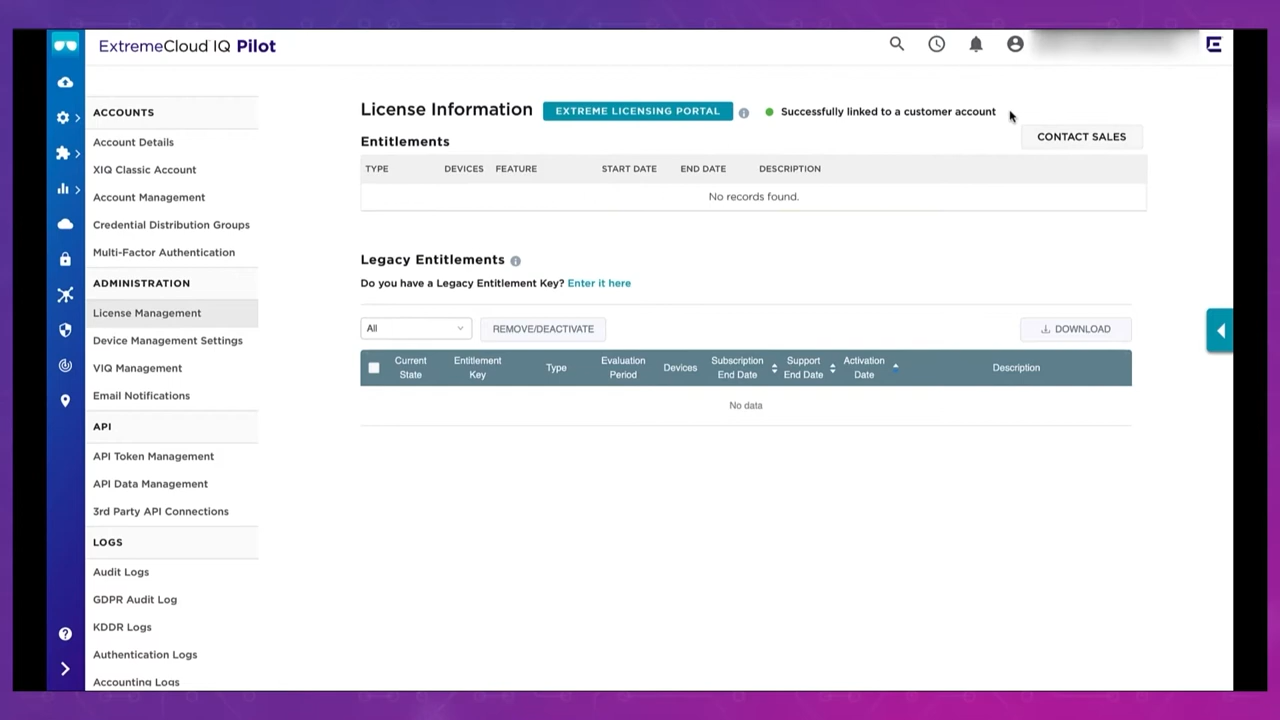 ExtremeCloud IQ Pilot
ACCOUNTS
Account Details
XIQ Classic Account
Account Management
Credential Distribution Groups
Multi-Factor Authentication
ADMINISTRATION
License Management
Device Management Settings
VIQ Management
Email Notifications
API
API Token Management
API Data Management
3rd Party API Connections
LOGS
Audit Logs
GDPR Audit Log
KDDR Logs
Authentication Logs
Accounting Logs
License Information
EXTREME LICENSING PORTAL
Successfully linked to a customer account
CONTACT SALES
Entitlements
TYPE DEVICES FEATURE START DATE END DATE DESCRIPTION
No records found.
Legacy Entitlements
Do you have a Legacy Entitlement Key? Enter it here
All
REMOVE/DEACTIVATE
DOWNLOAD
Current State Entitlement Key Type Evaluation Period Devices Subscription End Date Support End Date Activation Date Description
No data